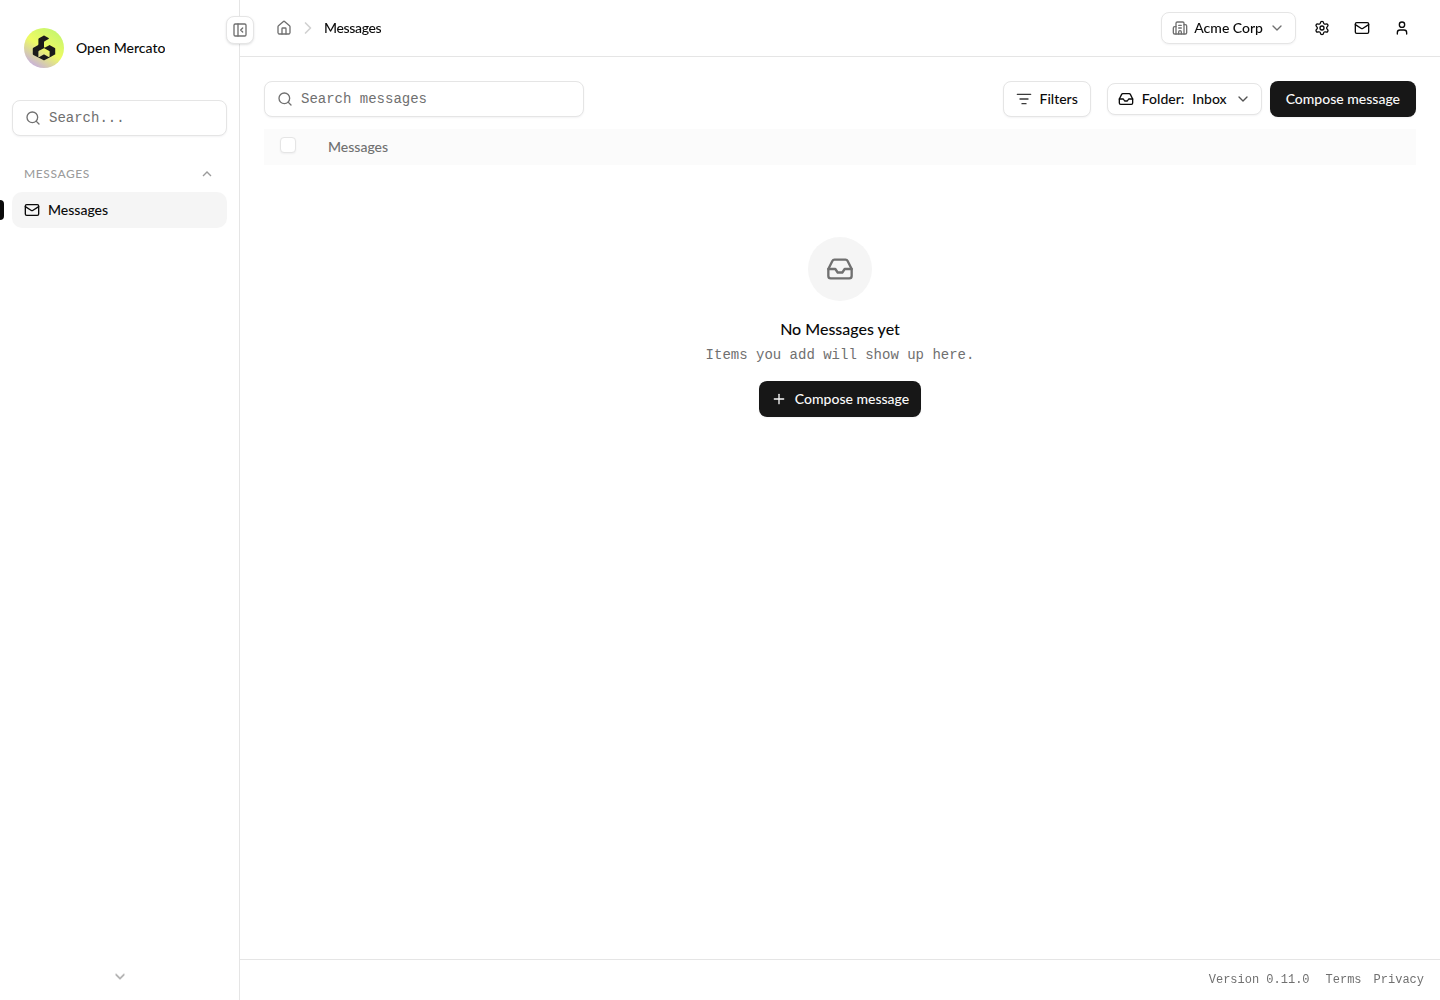 Open Mercato
Search...
MESSAGES
Messages
Messages
Acme Corp
Search messages
Filters
Folder: Inbox
Compose message
Messages
No Messages yet
Items you add will show up here.
Compose message
Version 0.11.0 Terms Privacy